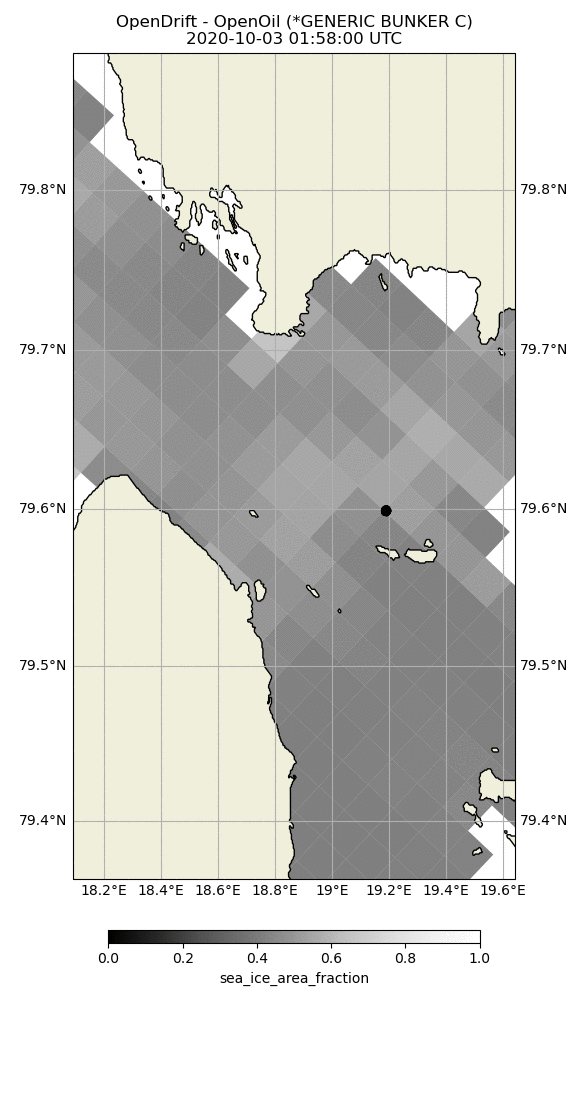 OpenDrift - OpenOil (*GENERIC BUNKER C)
2020-10-03 01:58:00 UTC
79.8°N 79.8°N
79.7°N 79.7°N
79.6°N 79.6°N
79.5°N 79.5°N
79.4°N 79.4°N
18.2°E 18.4°E 18.6°E 18.8°E 19°E 19.2°E 19.4°E 19.6°E
0.0 0.2 0.4 0.6 0.8 1.0
sea_ice_area_fraction